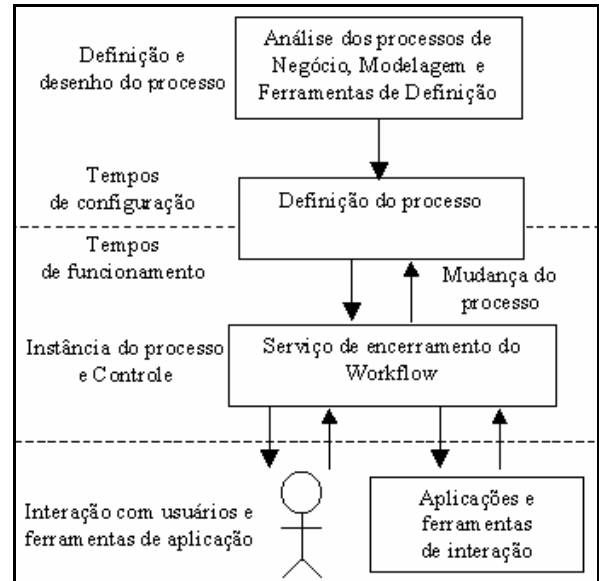 Definição e
desenho do processo
Análise dos processos de
Negócio, Modelagem e
Ferramentas de Definição
Tempos
de configuração
Definição do processo
Tempos
de funcionamento
Mudança do
processo
Instância do processo
e Controle
Serviço de encerramento do
Workflow
Interação com usuários e
ferramentas de aplicação
Aplicações e
ferramentas
de interação